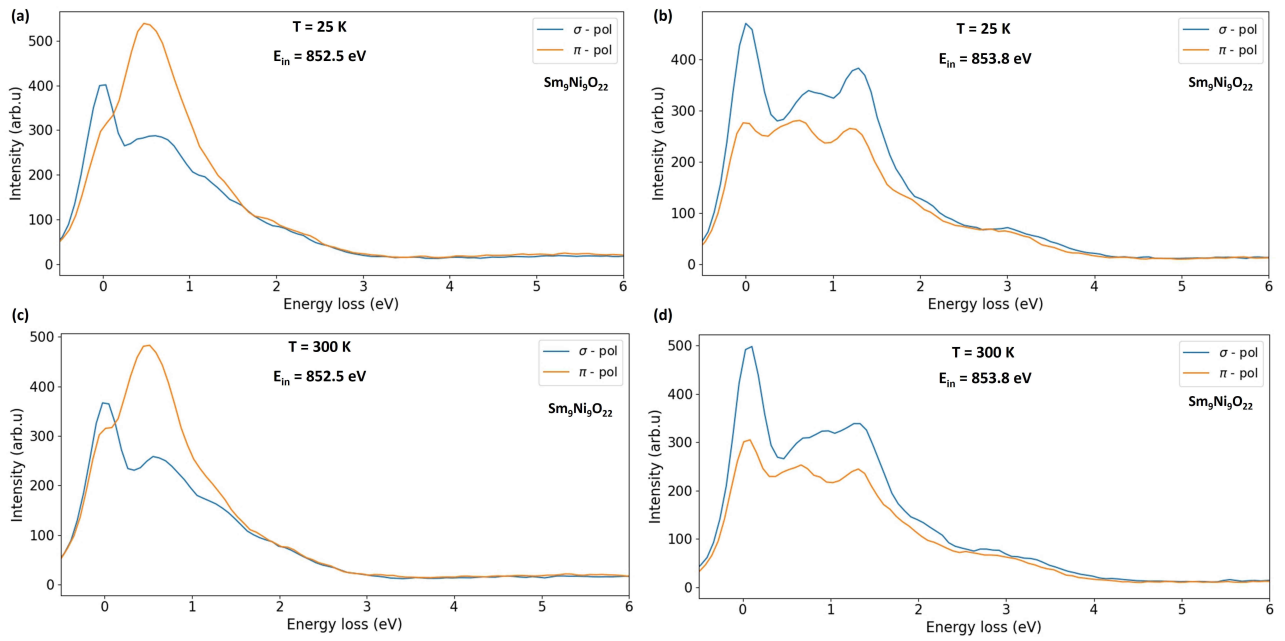 (a)
T = 25 K
E_in = 852.5 eV
σ - pol
π - pol
Sm₉Ni₉O₂₂
Intensity (arb.u)
500
400
300
200
100
0
0 1 2 3 4 5 6
Energy loss (eV)
(b)
T = 25 K
E_in = 853.8 eV
σ - pol
π - pol
Sm₉Ni₉O₂₂
Intensity (arb.u)
400
300
200
100
0
0 1 2 3 4 5 6
Energy loss (eV)
(c)
T = 300 K
E_in = 852.5 eV
σ - pol
π - pol
Sm₉Ni₉O₂₂
Intensity (arb.u)
500
400
300
200
100
0
0 1 2 3 4 5 6
Energy loss (eV)
(d)
T = 300 K
E_in = 853.8 eV
σ - pol
π - pol
Sm₉Ni₉O₂₂
Intensity (arb.u)
500
400
300
200
100
0
0 1 2 3 4 5 6
Energy loss (eV)